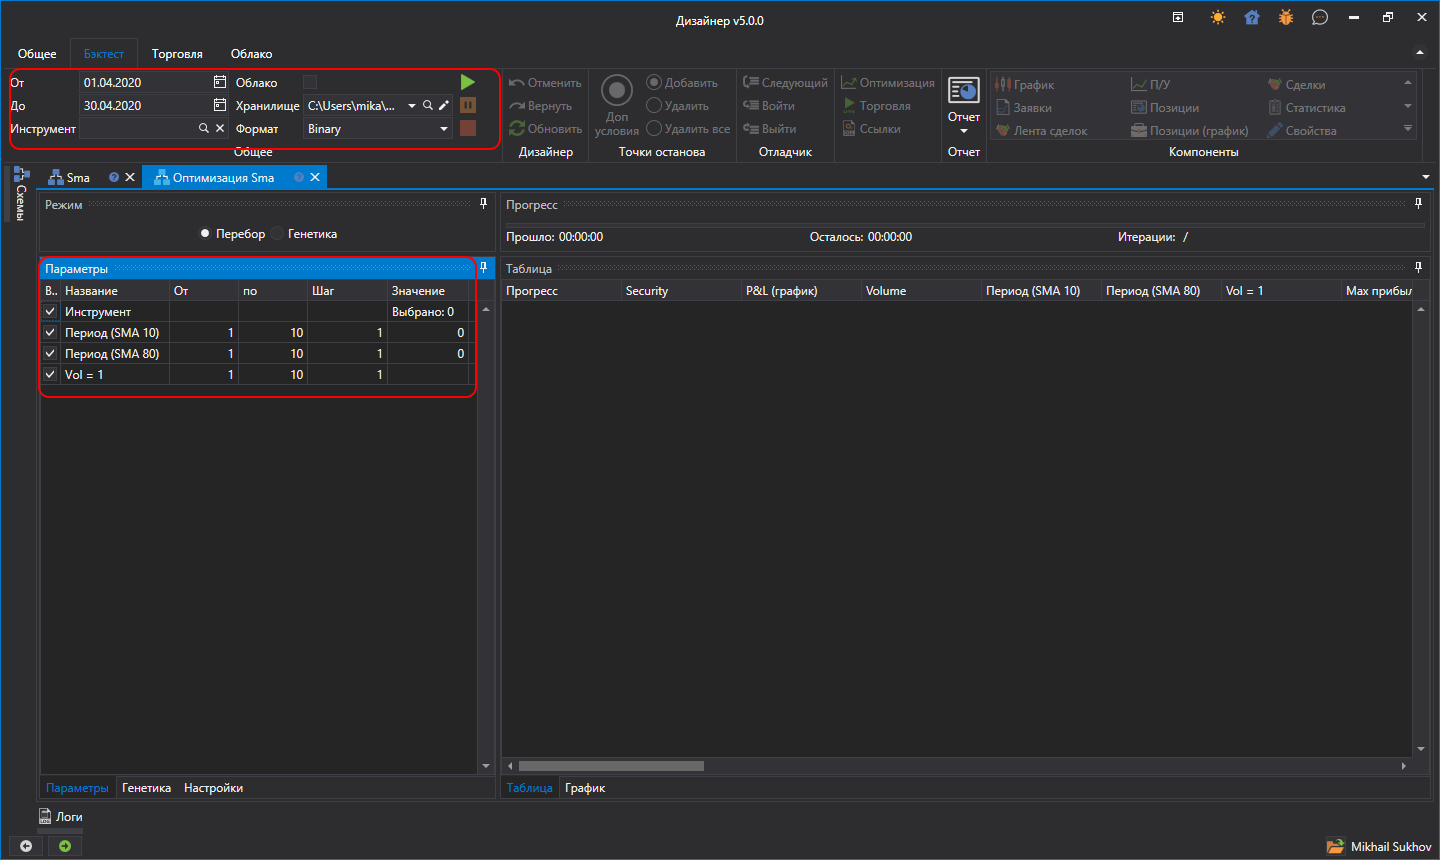 Дизайнер v5.0.0
Общее Бэктест Торговля Облако
От 01.04.2020 Облако
До 30.04.2020 Хранилище C:\Users\mika\...
Инструмент Формат Binary
Общее
Отменить
Вернуть
Обновить
Дизайнер
Доп условия
Добавить
Удалить
Удалить все
Точки останова
Следующий
Войти
Выйти
Отладчик
Оптимизация
Торговля
Ссылки
Отчет
Отчет
График П/У Сделки
Заявки Позиции Статистика
Лента сделок Позиции (график) Свойства
Компоненты
Схемы
Sma Оптимизация Sma
Режим
Перебор Генетика
Параметры
В.. Название От по Шаг Значение
Инструмент Выбрано: 0
Период (SMA 10) 1 10 1 0
Период (SMA 80) 1 10 1 0
Vol = 1 1 10 1
Параметры Генетика Настройки
Прогресс
Прошло: 00:00:00 Осталось: 00:00:00 Итерации: /
Таблица
Прогресс Security P&L (график) Volume Период (SMA 10) Период (SMA 80) Vol = 1 Max прибыл
Таблица График
Логи
Mikhail Sukhov